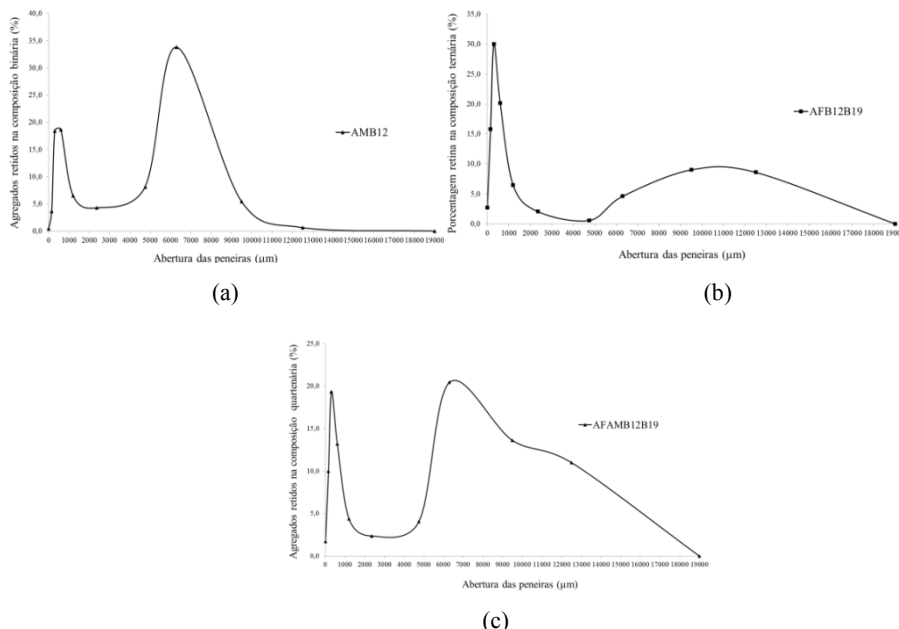 (a)
Agregados retidos na composição binária (%)
40,0
35,0
30,0
25,0
20,0
15,0
10,0
5,0
0,0
AMB12
0 1000 2000 3000 4000 5000 6000 7000 8000 9000 10000 11000 12000 13000 14000 15000 16000 17000 18000 19000
Abertura das peneiras (µm)
(a)
(b)
Porcentagem retina na composição ternária (%)
35,0
30,0
25,0
20,0
15,0
10,0
5,0
0,0
AFB12B19
0 1000 2000 3000 4000 5000 6000 7000 8000 9000 10000 11000 12000 13000 14000 15000 16000 17000 18000 1900
Abertura das peneiras (µm)
(b)
Agregados retidos na composição quartenária (%)
25,0
20,0
15,0
10,0
5,0
0,0
AFAMB12B19
0 1000 2000 3000 4000 5000 6000 7000 8000 9000 10000 11000 12000 13000 14000 15000 16000 17000 18000 19000
Abertura das peneiras (µm)
(c)